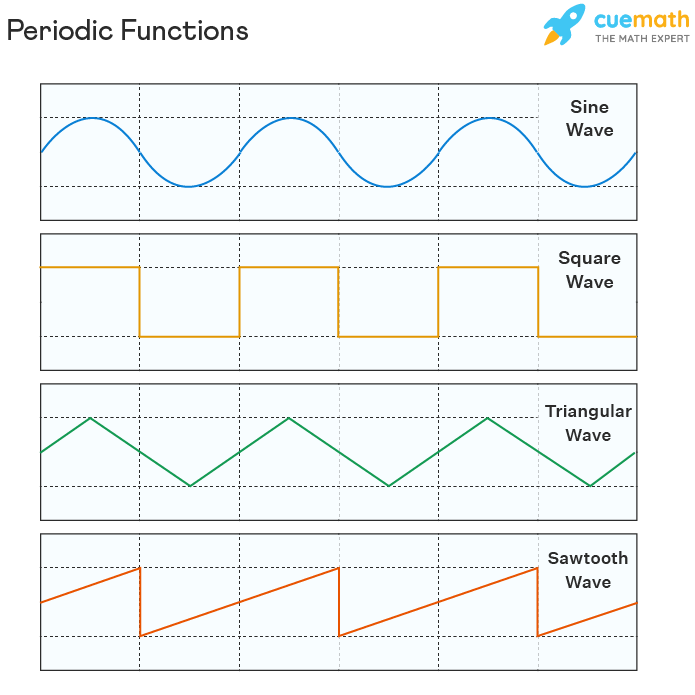 Periodic Functions
cuemath
THE MATH EXPERT
Sine
Wave
Square
Wave
Triangular
Wave
Sawtooth
Wave